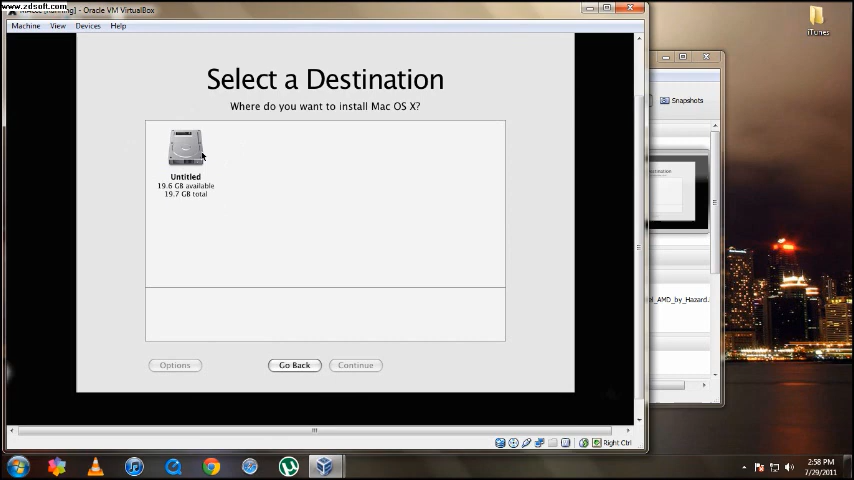 www.zdsoft.com
[Running] - Oracle VM VirtualBox
Machine View Devices Help
iTunes
Select a Destination
Where do you want to install Mac OS X?
Snapshots
Untitled
19.6 GB available
19.7 GB total
_AMD_by_Hazard.
Options
Go Back
Continue
Right Ctrl
2:58 PM
7/29/2011